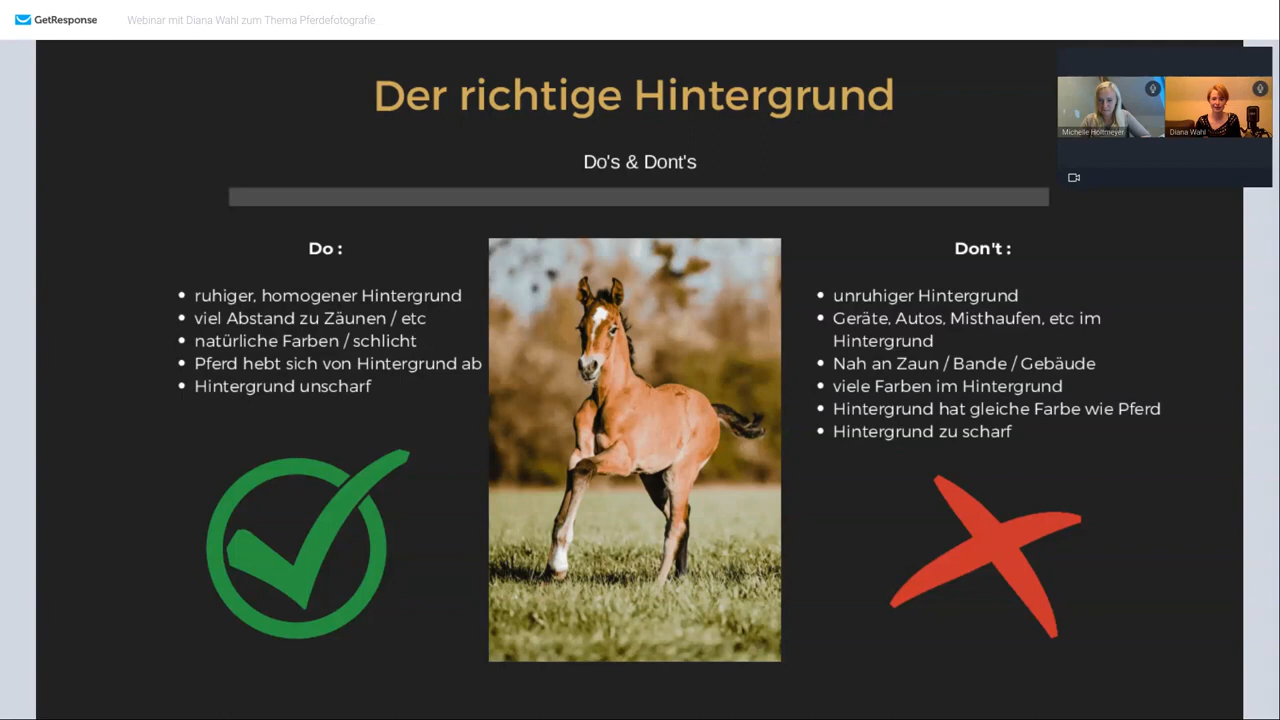 GetResponse
Webinar mit Diana Wahl zum Thema Pferdefotografie
Der richtige Hintergrund
Michelle Holtmeyer
Diana Wahl
Do's & Dont's
Do :
ruhiger, homogener Hintergrund
viel Abstand zu Zäunen / etc
natürliche Farben / schlicht
Pferd hebt sich von Hintergrund ab
Hintergrund unscharf
Don't :
unruhiger Hintergrund
Geräte, Autos, Misthaufen, etc im
Hintergrund
Nah an Zaun / Bande / Gebäude
viele Farben im Hintergrund
Hintergrund hat gleiche Farbe wie Pferd
Hintergrund zu scharf